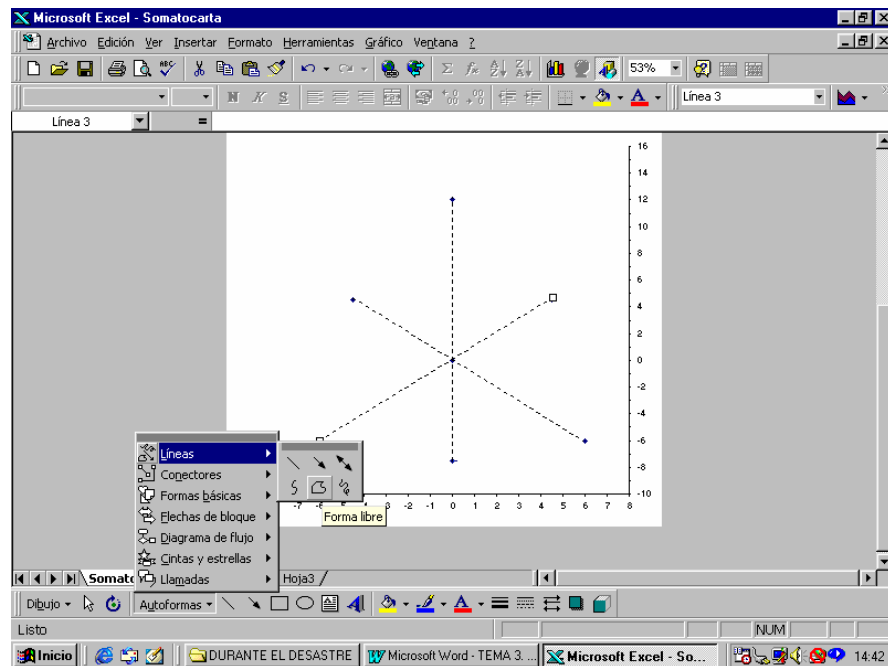 Microsoft Excel - Somatocarta
Archivo Edición Ver Insertar Formato Herramientas Gráfico Ventana ?
53%
N K S
Línea 3
Línea 3 =
16
14
12
10
8
6
4
2
0
-2
-4
-6
-8
-10
-7 -3 -2 -1 0 1 2 3 4 5 6 7 8
Líneas
Conectores
Formas básicas
Flechas de bloque
Diagrama de flujo
Cintas y estrellas
Llamadas
Forma libre
Somato
Hoja3
Dibujo Autoformas
Listo
NUM
Inicio DURANTE EL DESASTRE Microsoft Word - TEMA 3. ... Microsoft Excel - So... 14:42